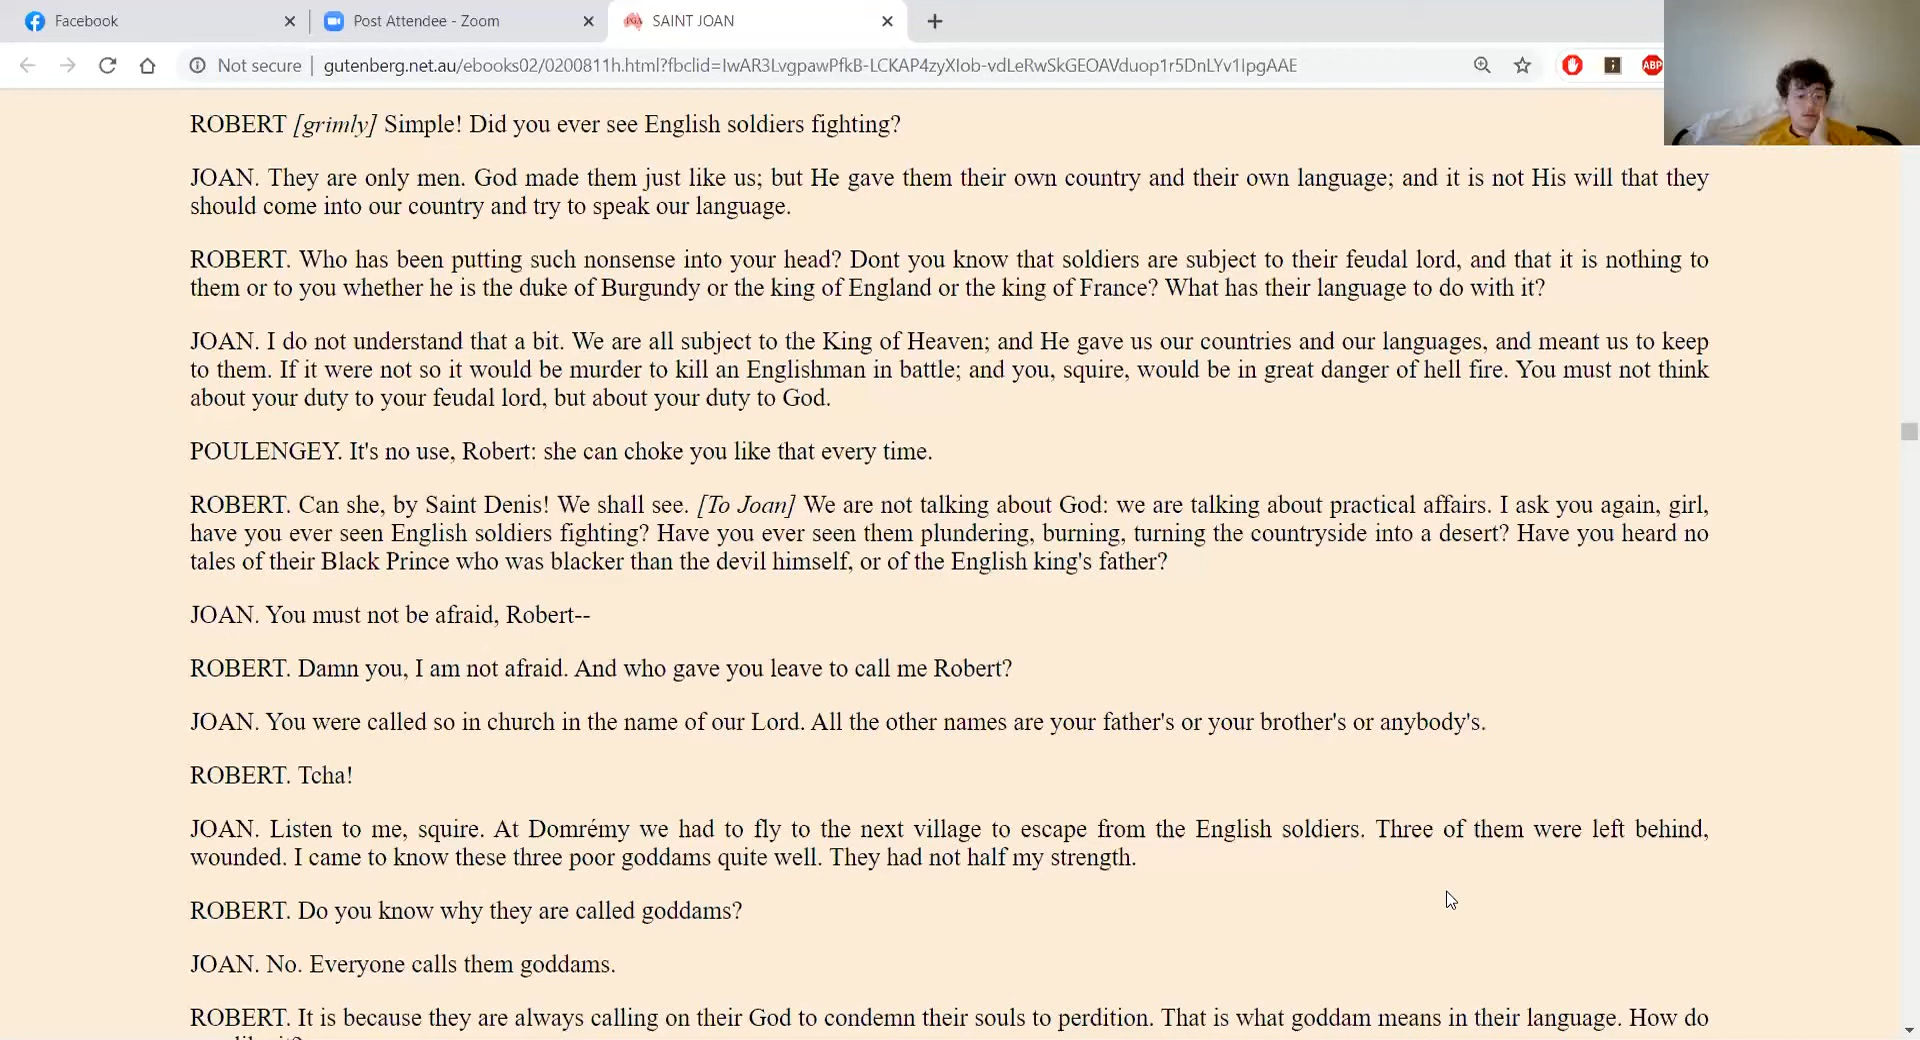 Facebook
Post Attendee - Zoom
SAINT JOAN
Not secure
gutenberg.net.au/ebooks02/0200811h.html?fbclid=IwAR3LvgpawPfkB-LCKAP4zyXIob-vdLeRwSkGEOAVduop1r5DnLYv1IpgAAE
ABP
ROBERT [grimly] Simple! Did you ever see English soldiers fighting?
JOAN. They are only men. God made them just like us; but He gave them their own country and their own language; and it is not His will that they
should come into our country and try to speak our language.
ROBERT. Who has been putting such nonsense into your head? Dont you know that soldiers are subject to their feudal lord, and that it is nothing to
them or to you whether he is the duke of Burgundy or the king of England or the king of France? What has their language to do with it?
JOAN. I do not understand that a bit. We are all subject to the King of Heaven; and He gave us our countries and our languages, and meant us to keep
to them. If it were not so it would be murder to kill an Englishman in battle; and you, squire, would be in great danger of hell fire. You must not think
about your duty to your feudal lord, but about your duty to God.
POULENGEY. It's no use, Robert: she can choke you like that every time.
ROBERT. Can she, by Saint Denis! We shall see. [To Joan] We are not talking about God: we are talking about practical affairs. I ask you again, girl,
have you ever seen English soldiers fighting? Have you ever seen them plundering, burning, turning the countryside into a desert? Have you heard no
tales of their Black Prince who was blacker than the devil himself, or of the English king's father?
JOAN. You must not be afraid, Robert--
ROBERT. Damn you, I am not afraid. And who gave you leave to call me Robert?
JOAN. You were called so in church in the name of our Lord. All the other names are your father's or your brother's or anybody's.
ROBERT. Tcha!
JOAN. Listen to me, squire. At Domrémy we had to fly to the next village to escape from the English soldiers. Three of them were left behind,
wounded. I came to know these three poor goddams quite well. They had not half my strength.
ROBERT. Do you know why they are called goddams?
JOAN. No. Everyone calls them goddams.
ROBERT. It is because they are always calling on their God to condemn their souls to perdition. That is what goddam means in their language. How do